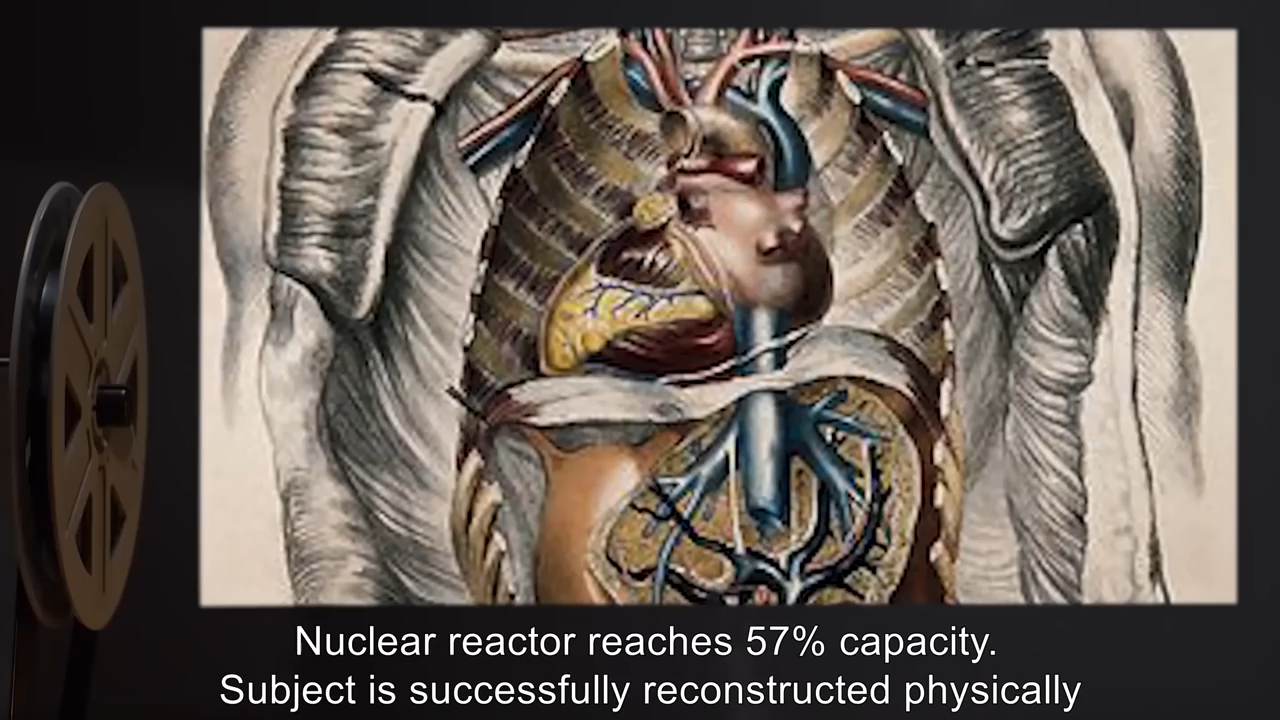 Nuclear reactor reaches 57% capacity.
Subject is successfully reconstructed physically